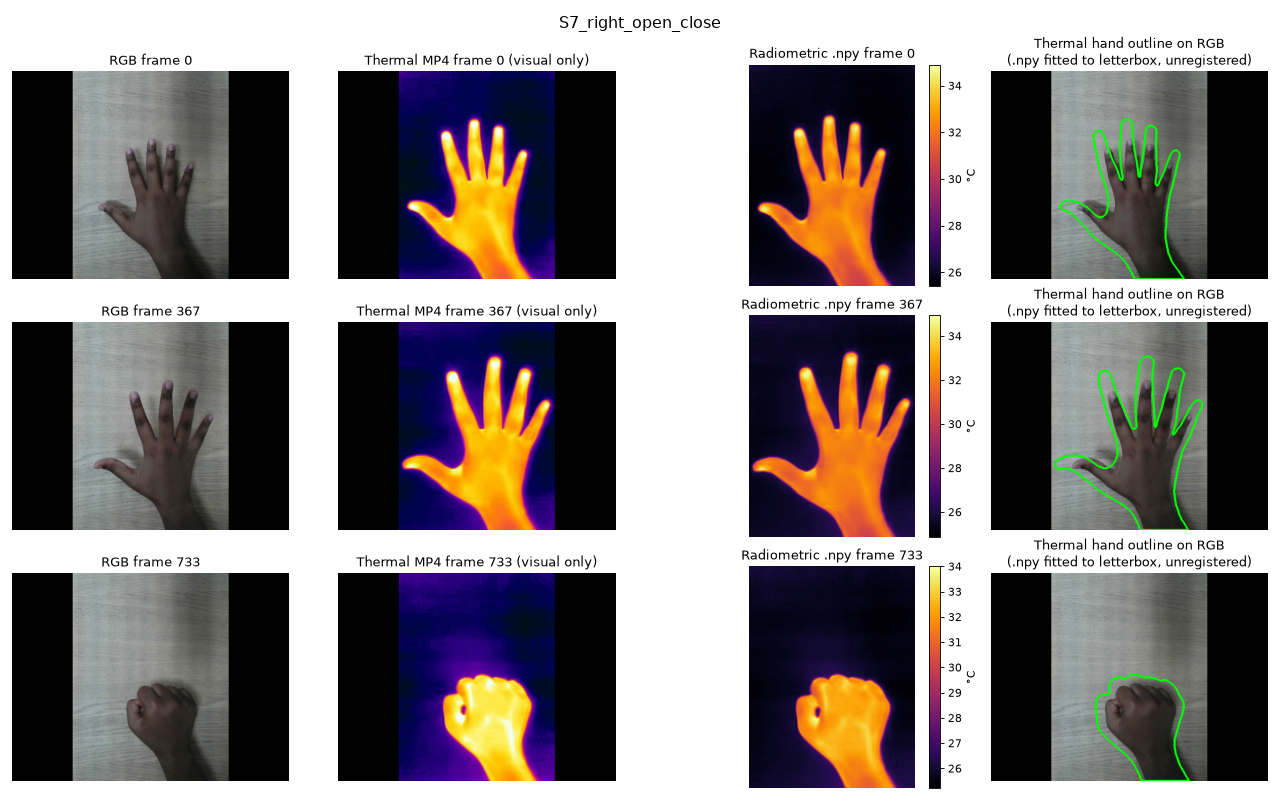 S7_right_open_close
RGB frame 0
Thermal MP4 frame 0 (visual only)
Radiometric .npy frame 0
Thermal hand outline on RGB
(.npy fitted to letterbox, unregistered)
34
32
30
28
26
°C
RGB frame 367
Thermal MP4 frame 367 (visual only)
Radiometric .npy frame 367
Thermal hand outline on RGB
(.npy fitted to letterbox, unregistered)
34
32
30
28
26
°C
RGB frame 733
Thermal MP4 frame 733 (visual only)
Radiometric .npy frame 733
Thermal hand outline on RGB
(.npy fitted to letterbox, unregistered)
34
33
32
31
30
29
28
27
26
°C